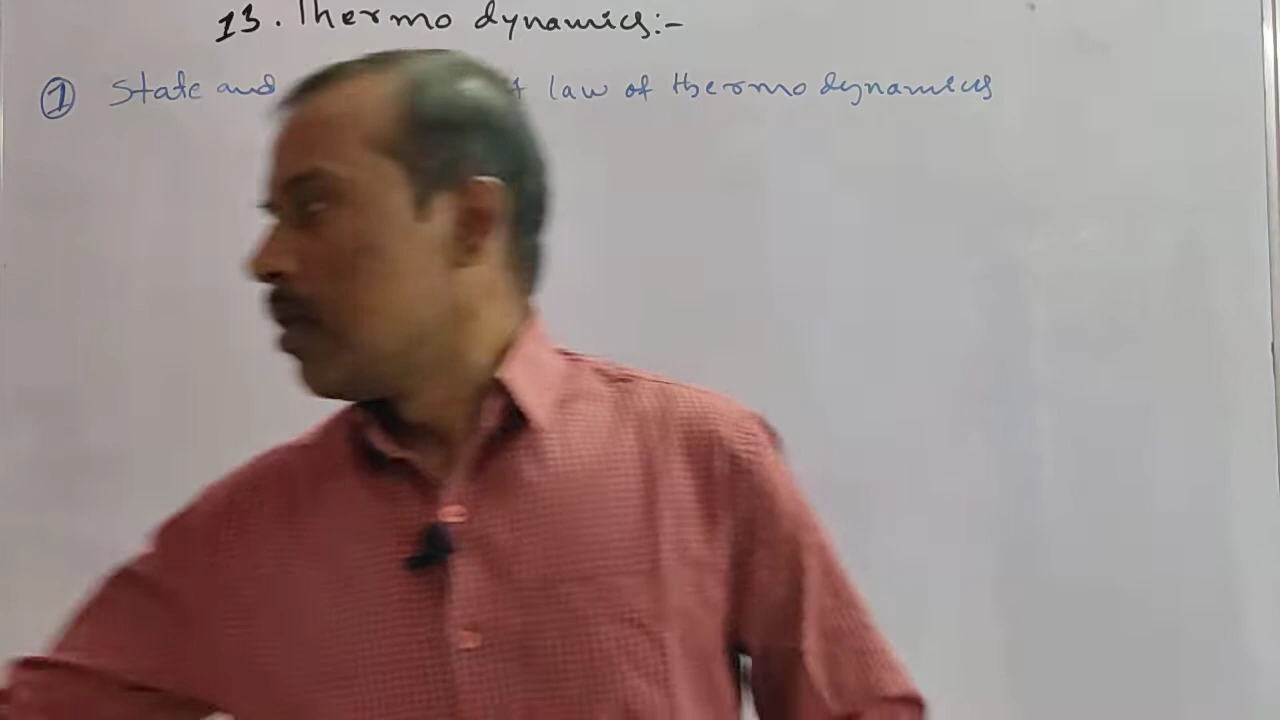 13. Thermo dynamics:-
① State and law of thermo dynamics